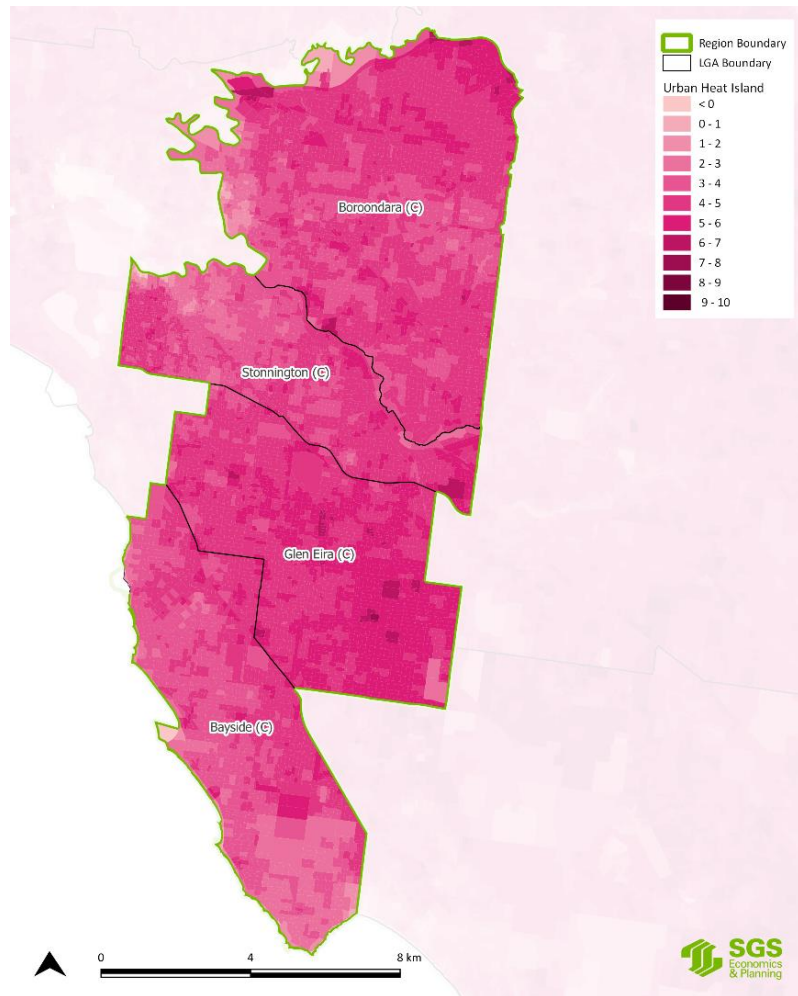 Region Boundary
LGA Boundary
Urban Heat Island
< 0
0 - 1
1 - 2
2 - 3
3 - 4
4 - 5
5 - 6
6 - 7
7 - 8
8 - 9
9 - 10
Boroondara (C)
Stonnington (C)
Glen Eira (C)
Bayside (C)
0 4 8 km
SGS
Economics
& Planning